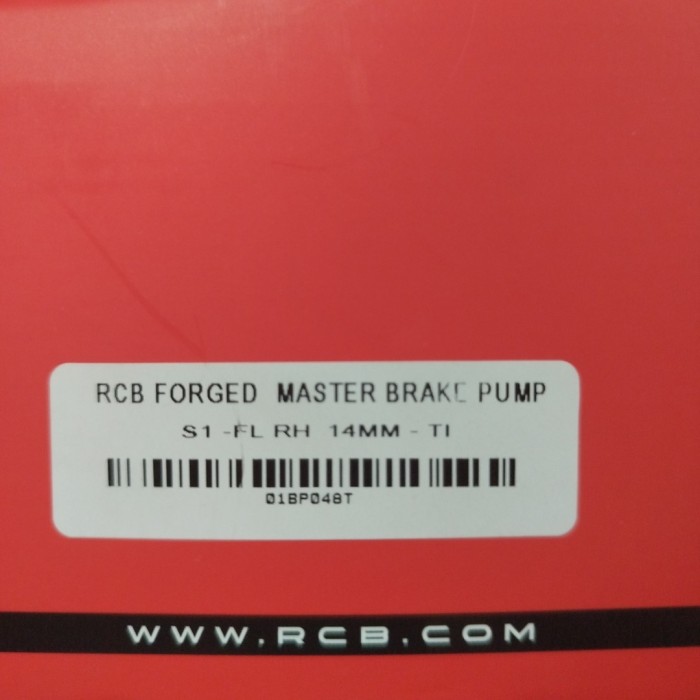 RCB FORGED MASTER BRAKE PUMP
S1 -FL RH 14MM - TI
01BP048T
WWW.RCB.COM